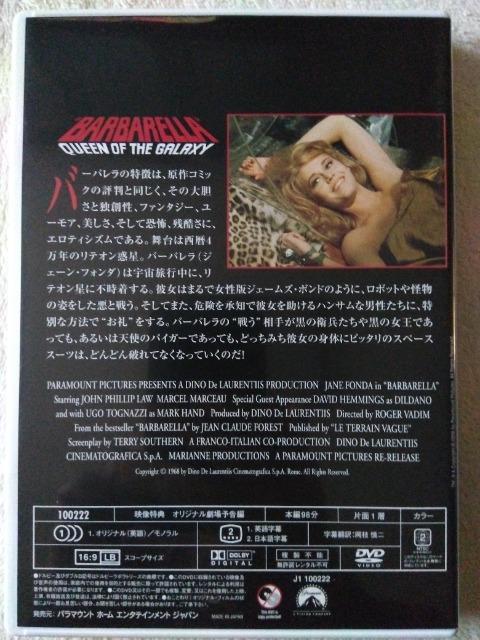 BARBARELLA
QUEEN OF THE GALAXY
バーバレラの特徴は、原作コミッ
クの評判と同じく、その大胆
さと独創性、ファンタジー、ユ
ーモア、美しさ、そして恐怖、残酷さに、
エロティシズムである。舞台は西暦4
万年のリテオン惑星。バーバレラ(ジ
ェーン・フォンダ)は宇宙旅行中に、リ
テオン星に不時着する。彼女はまるで女性版ジェームズ・ボンドのように、ロボットや怪物
の姿をした悪と戦う。そしてまた、危険を承知で彼女を助けるハンサムな男性たちに、特
別な方法で“お礼”をする。バーバレラの“戦う”相手が黒の衛兵たちや黒の女王であ
っても、あるいは天使のパイガーであっても、どっちみち彼女の身体にピッタリのスペース
スーツは、どんどん破れてなくなっていくのだ!
PARAMOUNT PICTURES PRESENTS A DINO De LAURENTIIS PRODUCTION JANE FONDA in "BARBARELLA"
Starring JOHN PHILLIP LAW MARCEL MARCEAU Special Guest Appearance DAVID HEMMINGS as DILDANO
and with UGO TOGNAZZI as MARK HAND Produced by DINO De LAURENTIIS Directed by ROGER VADIM
From the bestseller "BARBARELLA" by JEAN CLAUDE FOREST Published by "LE TERRAIN VAGUE"
Screenplay by TERRY SOUTHERN A FRANCO-ITALIAN CO-PRODUCTION DINO De LAURENTIIS
CINEMATOGRAFICA S.p.A. MARIANNE PRODUCTIONS A PARAMOUNT PICTURES RE-RELEASE
Copyright © 1968 by Dino De Laurentiis Cinematografica S.p.A. Rome. All Rights Reserved.
100222 映像特典 オリジナル劇場予告編 本編98分 片面1層 カラー
1. オリジナル(英語)/モノラル 2 1. 英語字幕 2. 日本語字幕 字幕翻訳:岡枝 慎二 2 NTSC
16:9 LB スコープサイズ DOLBY DIGITAL 複製不能 DVD VIDEO
J1 100222
発売元: パラマウント ホーム エンタテインメント ジャパン MADE IN JAPAN